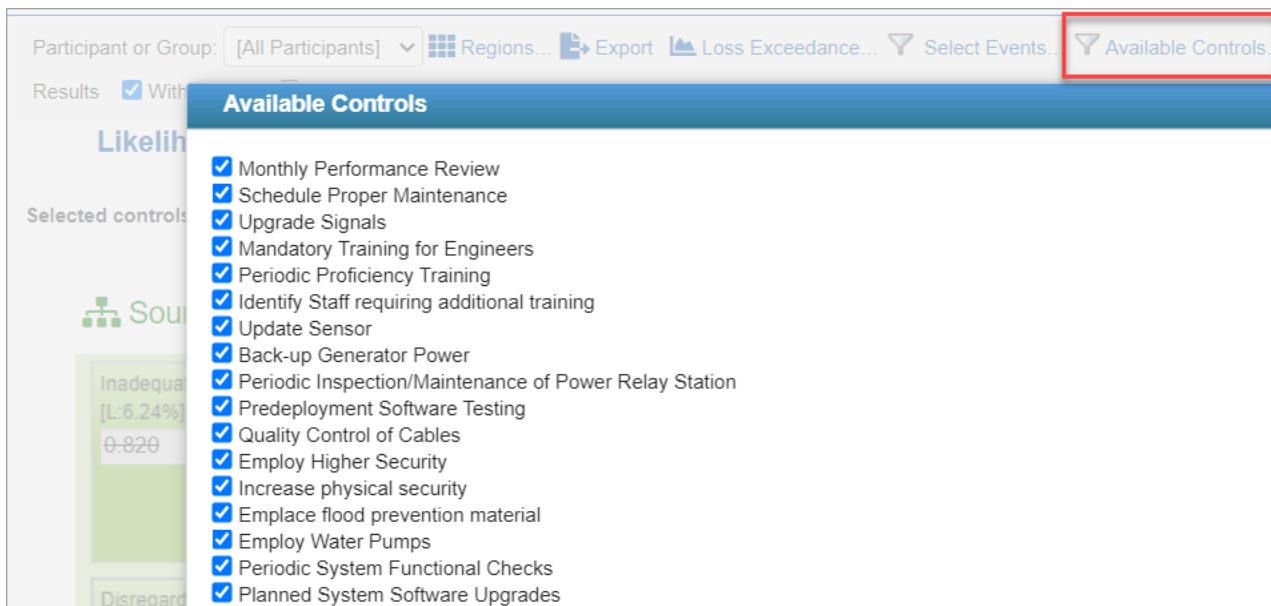 Participant or Group: [All Participants] Regions... Export Loss Exceedance... Select Events... Available Controls...
Results With
Available Controls
Likelih
Monthly Performance Review
Schedule Proper Maintenance
Selected controls
Upgrade Signals
Mandatory Training for Engineers
Periodic Proficiency Training
Identify Staff requiring additional training
Sour
Update Sensor
Back-up Generator Power
Inadequa
Periodic Inspection/Maintenance of Power Relay Station
[L:6.24%]
Predeployment Software Testing
0.820
Quality Control of Cables
Employ Higher Security
Increase physical security
Emplace flood prevention material
Employ Water Pumps
Periodic System Functional Checks
Disregard
Planned System Software Upgrades